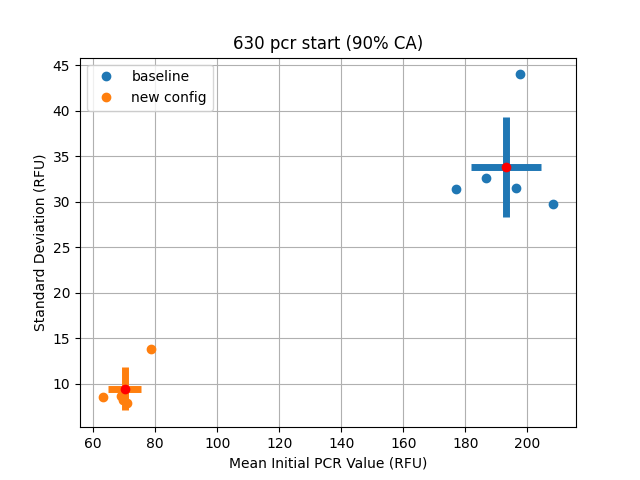 630 pcr start (90% CA)
baseline
new config
45
40
35
30
25
20
15
10
Standard Deviation (RFU)
60 80 100 120 140 160 180 200
Mean Initial PCR Value (RFU)